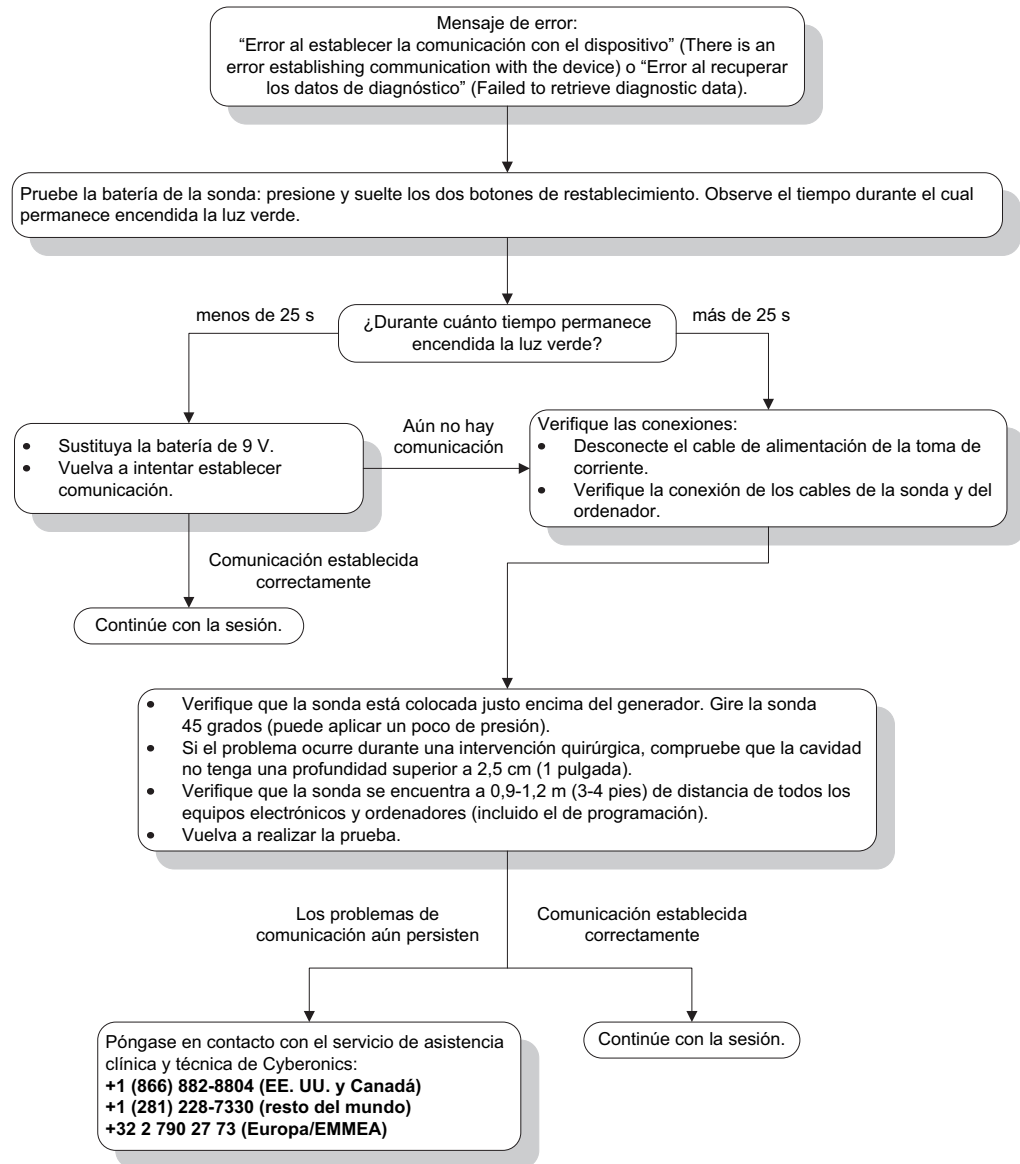 Mensaje de error:
“Error al establecer la comunicación con el dispositivo” (There is an
error establishing communication with the device) o “Error al recuperar
los datos de diagnóstico” (Failed to retrieve diagnostic data).
Pruebe la batería de la sonda: presione y suelte los dos botones de restablecimiento. Observe el tiempo durante el cual
permanece encendida la luz verde.
menos de 25 s
¿Durante cuánto tiempo permanece
encendida la luz verde?
más de 25 s
• Sustituya la batería de 9 V.
• Vuelva a intentar establecer
comunicación.
Aún no hay
comunicación
Verifique las conexiones:
• Desconecte el cable de alimentación de la toma de
corriente.
• Verifique la conexión de los cables de la sonda y del
ordenador.
Comunicación establecida
correctamente
Continúe con la sesión.
• Verifique que la sonda está colocada justo encima del generador. Gire la sonda
45 grados (puede aplicar un poco de presión).
• Si el problema ocurre durante una intervención quirúrgica, compruebe que la cavidad
no tenga una profundidad superior a 2,5 cm (1 pulgada).
• Verifique que la sonda se encuentra a 0,9-1,2 m (3-4 pies) de distancia de todos los
equipos electrónicos y ordenadores (incluido el de programación).
• Vuelva a realizar la prueba.
Los problemas de
comunicación aún persisten
Comunicación establecida
correctamente
Póngase en contacto con el servicio de asistencia
clínica y técnica de Cyberonics:
+1 (866) 882-8804 (EE. UU. y Canadá)
+1 (281) 228-7330 (resto del mundo)
+32 2 790 27 73 (Europa/EMMEA)
Continúe con la sesión.